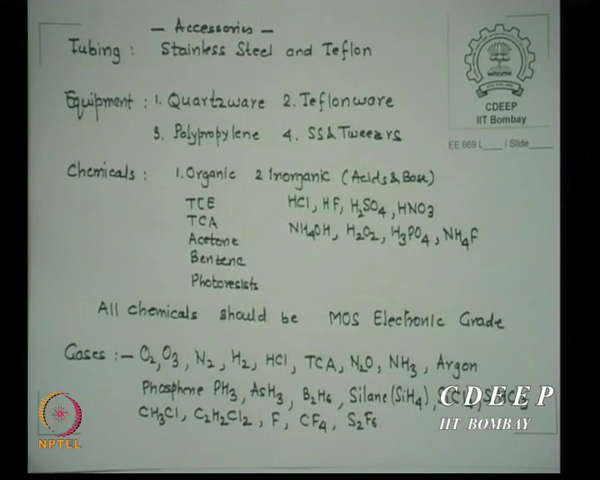 — Accessories —
Tubing : Stainless Steel and Teflon
CDEEP
IIT Bombay
EE 669 L____ / Slide____
Equipment : 1. Quartzware 2. Teflonware
3. Polypropylene 4. SS & Tweezers
Chemicals : 1. Organic 2 Inorganic (Acids & Base)
TCE HCl, HF, H2SO4, HNO3
TCA NH4OH, H2O2, H3PO4, NH4F
Acetone
Benzene
Photoresists
All chemicals should be MOS Electronic Grade
Gases :– O2, O3, N2, H2, HCl, TCA, N2O, NH3, Argon
Phosphene PH3, AsH3, B2H6, Silane (SiH4),
CH3Cl, C2H2Cl2, F, CF4, S2F6
CDEEP
IIT BOMBAY
NPTEL